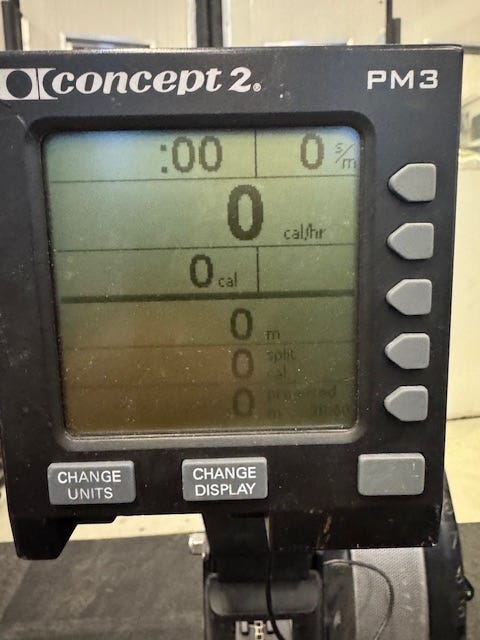 concept 2®
PM3
:00
0 s/m
0 cal/hr
0 cal
0 m
0 split cal
0 projected
m
CHANGE UNITS
CHANGE DISPLAY